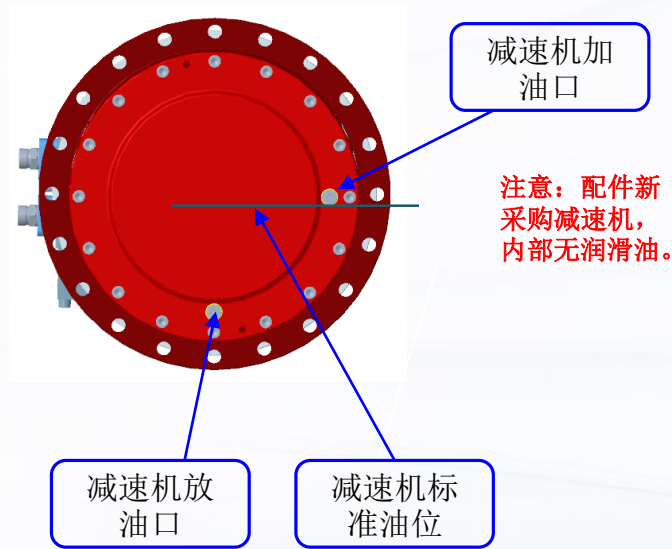 减速机加
油口
注意：配件新
采购减速机，
内部无润滑油。
减速机放
油口
减速机标
准油位